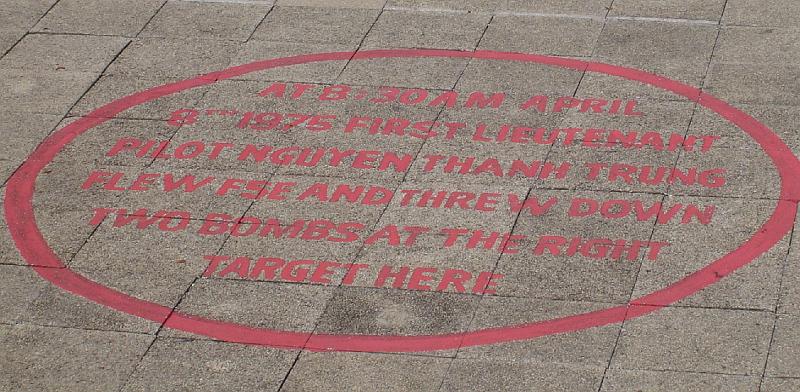 AT 8:30AM APRIL
8TH 1975 FIRST LIEUTENANT
PILOT NGUYEN THANH TRUNG
FLEW F5E AND THREW DOWN
TWO BOMBS AT THE RIGHT
TARGET HERE